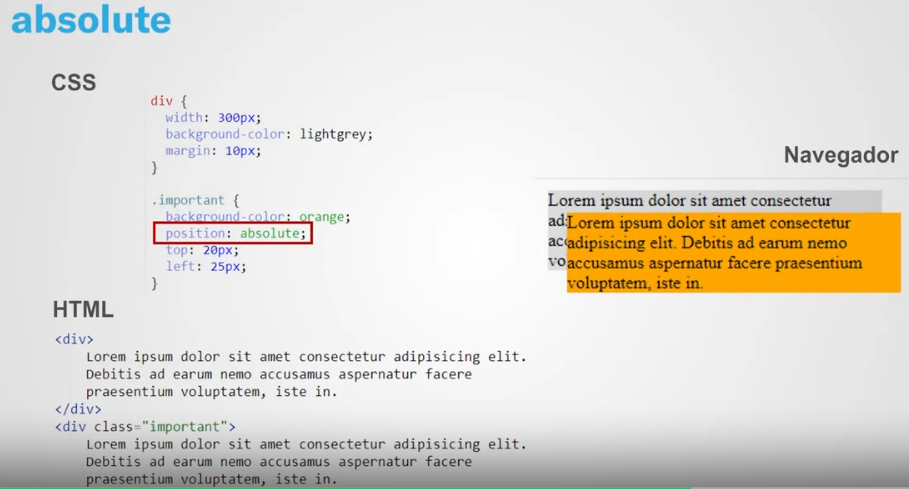 absolute
CSS
div {
width: 300px;
background-color: lightgrey;
margin: 10px;
}
.important {
background-color: orange;
position: absolute;
top: 20px;
left: 25px;
}
HTML
<div>
Lorem ipsum dolor sit amet consectetur adipisicing elit.
Debitis ad earum nemo accusamus aspernatur facere
praesentium voluptatem, iste in.
</div>
<div class="important">
Lorem ipsum dolor sit amet consectetur adipisicing elit.
Debitis ad earum nemo accusamus aspernatur facere
praesentium voluptatem, iste in.
Navegador
Lorem ipsum dolor sit amet consectetur
Lorem ipsum dolor sit amet consectetur
adipisicing elit. Debitis ad earum nemo
accusamus aspernatur facere praesentium
voluptatem, iste in.